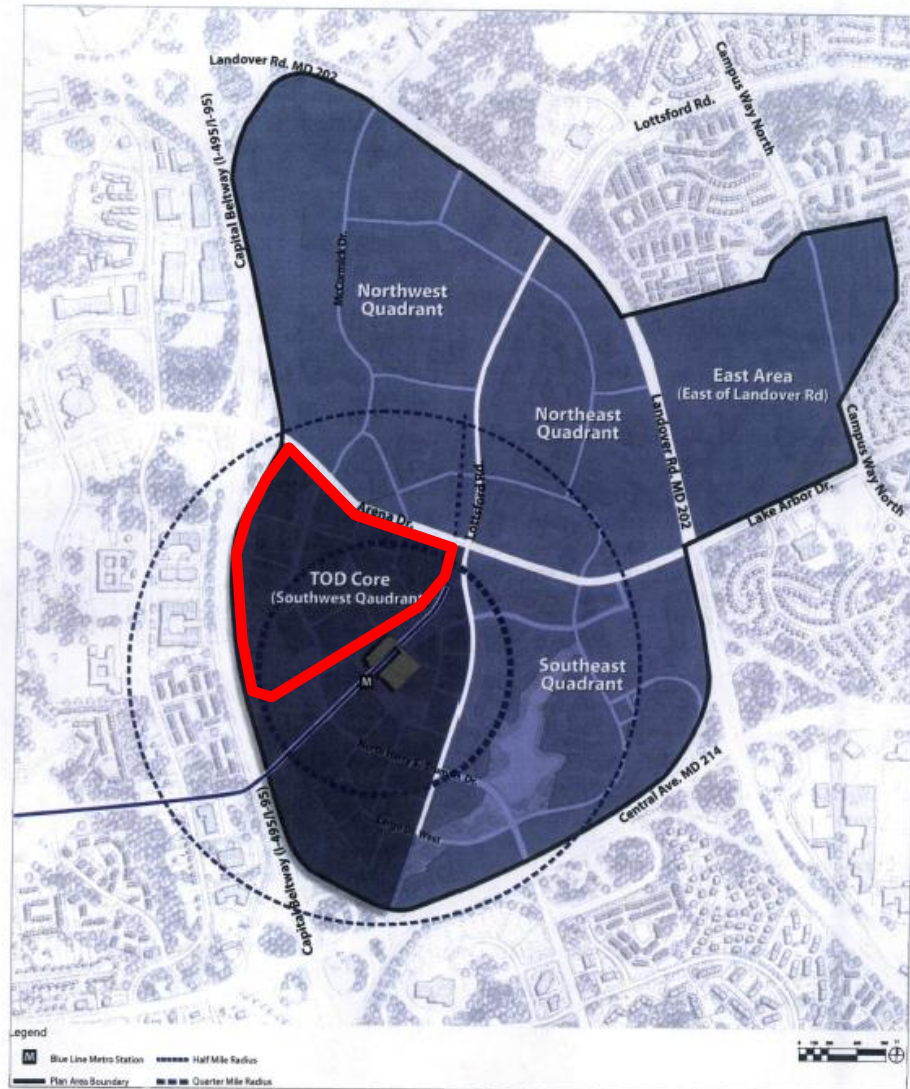 Landover Rd. MD 202
Campus Way North
Lottsford Rd.
Capital Beltway (I-495/I-95)
McCormick Dr.
Northwest
Quadrant
East Area
(East of Landover Rd)
Northeast
Quadrant
Landover Rd. MD 202
Campus Way North
Lottsford Rd.
Lake Arbor Dr.
Arena Dr.
TOD Core
(Southwest Qaudrant
Southeast
Quadrant
M
Central Ave. MD 214
Capital Beltway (I-495/I-95)
Legend
M Blue Line Metro Station
Half Mile Radius
Plan Area Boundary
Quarter Mile Radius